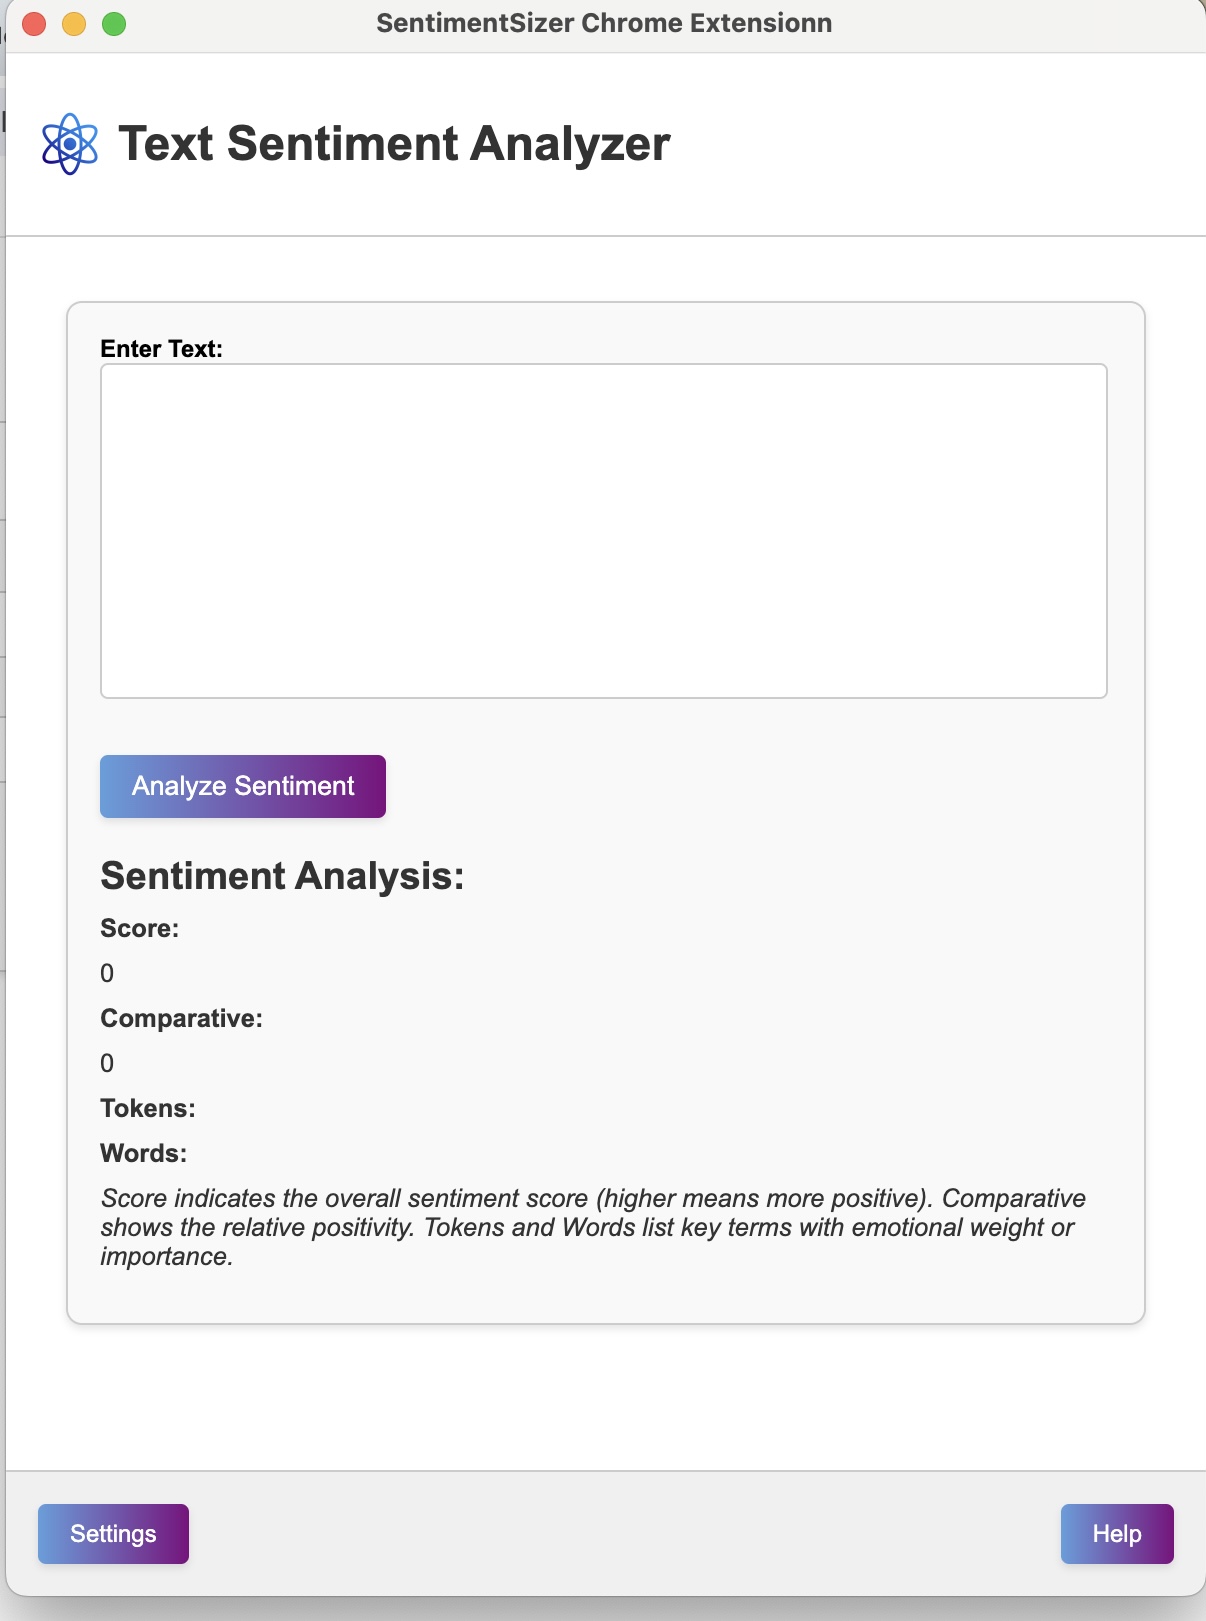 SentimentSizer Chrome Extensionn
Text Sentiment Analyzer
Enter Text:
Analyze Sentiment
Sentiment Analysis:
Score:
0
Comparative:
0
Tokens:
Words:
Score indicates the overall sentiment score (higher means more positive). Comparative
shows the relative positivity. Tokens and Words list key terms with emotional weight or
importance.
Settings
Help